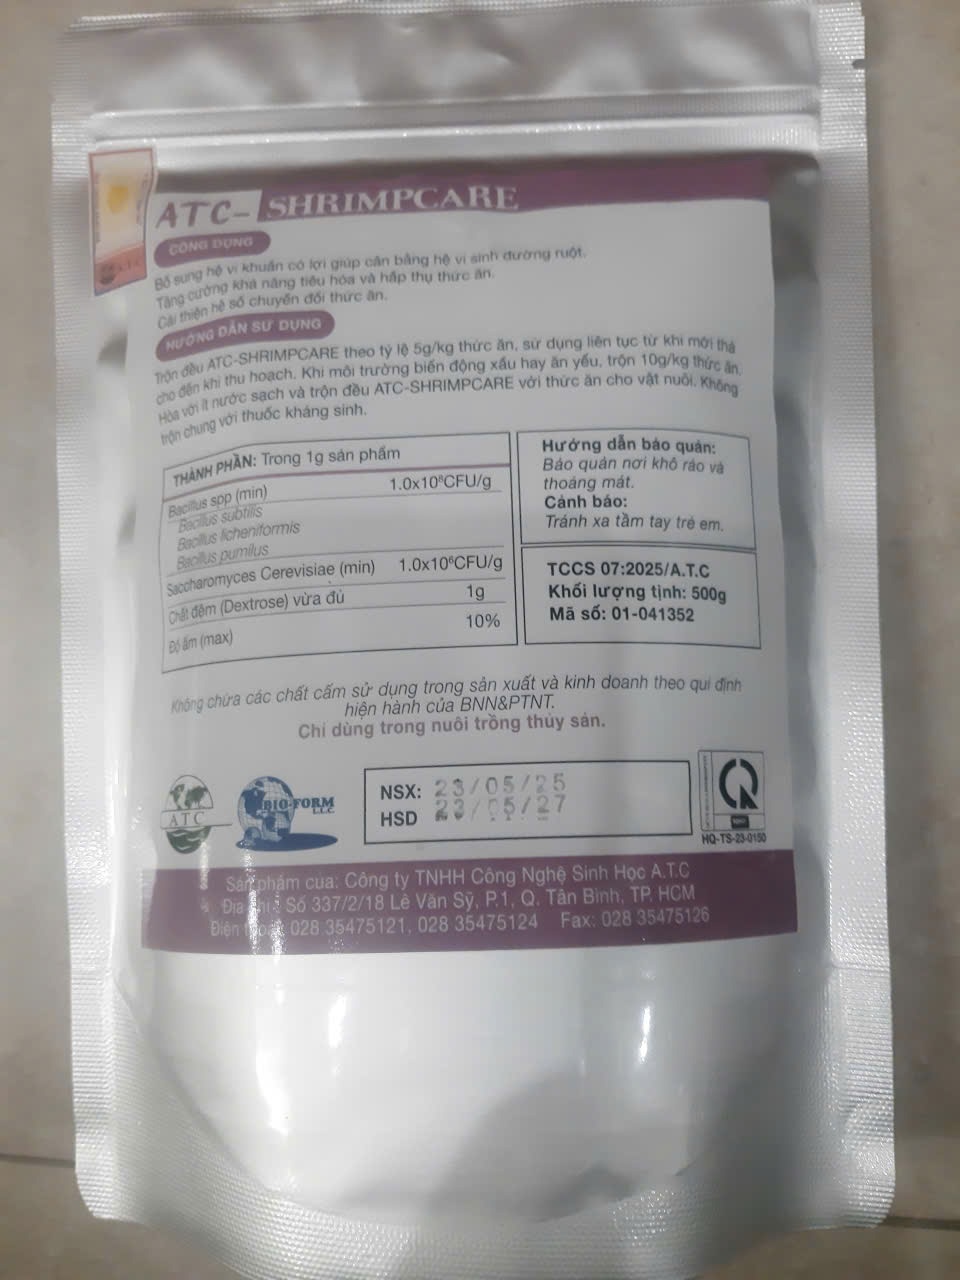 ATC- SHRIMPCARE
CÔNG DỤNG
Bổ sung hệ vi khuẩn có lợi giúp cân bằng hệ vi sinh đường ruột.
Tăng cường khả năng tiêu hóa và hấp thụ thức ăn.
Cải thiện hệ số chuyển đổi thức ăn.
HƯỚNG DẪN SỬ DỤNG
Trộn đều ATC-SHRIMPCARE theo tỷ lệ 5g/kg thức ăn, sử dụng liên tục từ khi mới thả
cho đến khi thu hoạch. Khi môi trường biến động xấu hay ăn yếu, trộn 10g/kg thức ăn.
Hòa với ít nước sạch và trộn đều ATC-SHRIMPCARE với thức ăn cho vật nuôi. Không
trộn chung với thuốc kháng sinh.
THÀNH PHẦN: Trong 1g sản phẩm
Bacillus spp (min) 1.0x10⁸CFU/g
Bacillus subtilis
Bacillus licheniformis
Bacillus pumilus
Saccharomyces Cerevisiae (min) 1.0x10⁶CFU/g
Chất đệm (Dextrose) vừa đủ 1g
Độ ẩm (max) 10%
Hướng dẫn bảo quản:
Bảo quản nơi khô ráo và
thoáng mát.
Cảnh báo:
Tránh xa tầm tay trẻ em.
TCCS 07:2025/A.T.C
Khối lượng tịnh: 500g
Mã số: 01-041352
Không chứa các chất cấm sử dụng trong sản xuất và kinh doanh theo qui định
hiện hành của BNN&PTNT.
Chỉ dùng trong nuôi trồng thủy sản.
ATC
BIO-FORM
L.L.C.
NSX: 23/05/25
HSD 23/05/27
HQ-TS-23-0150
Sản phẩm của: Công ty TNHH Công Nghệ Sinh Học A.T.C
Địa chỉ: Số 337/2/18 Lê Văn Sỹ, P.1, Q. Tân Bình, TP. HCM
Điện thoại: 028 35475121, 028 35475124 Fax: 028 35475126